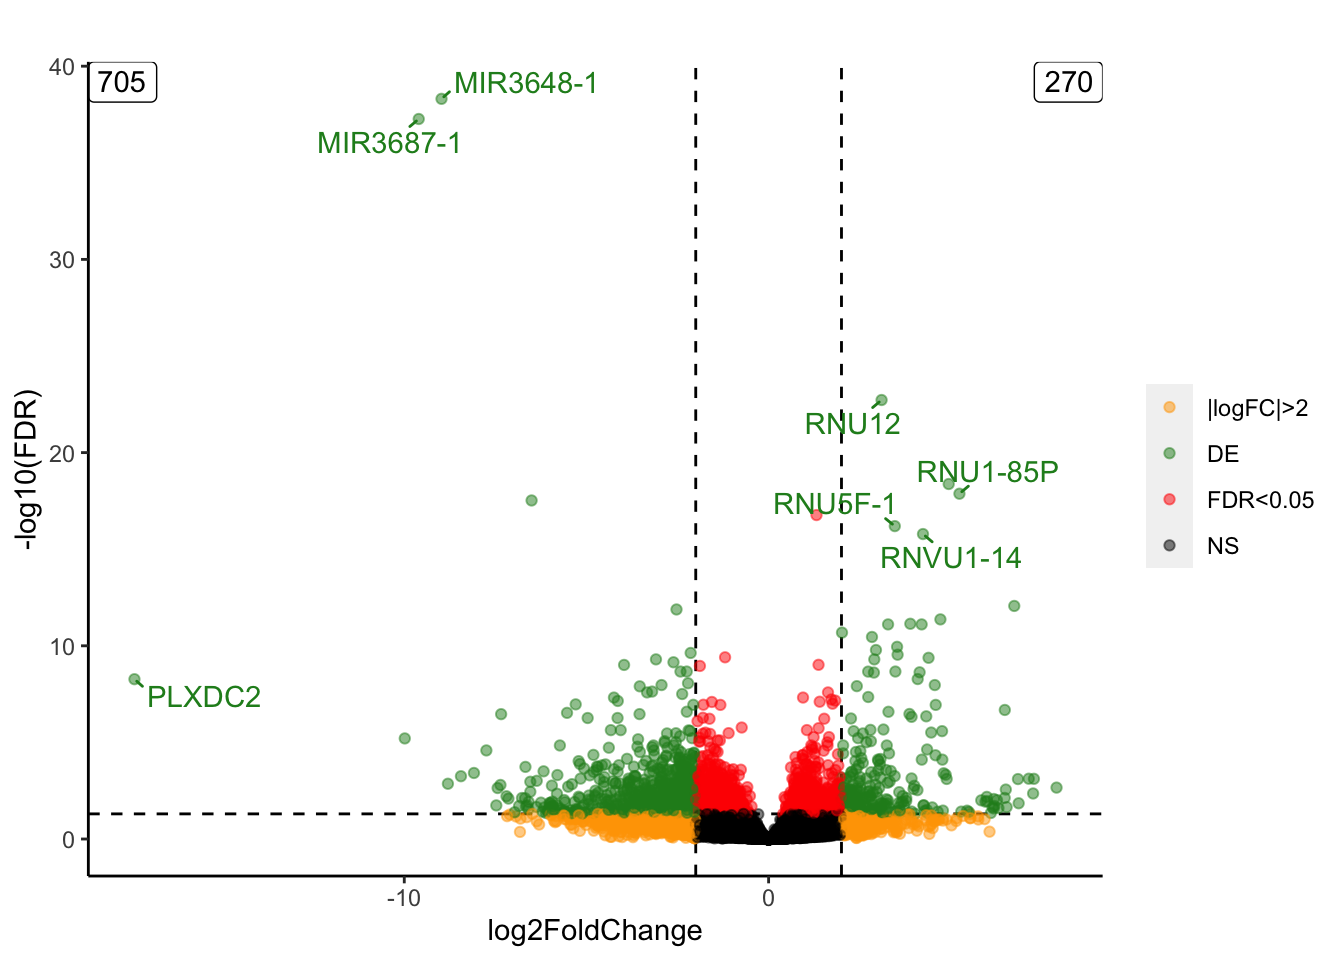 40
705
270
MIR3648-1
MIR3687-1
30
-log10(FDR)
RNU12
|logFC|>2
20
DE
RNU1-85P
RNU5F-1
FDR<0.05
RNVU1-14
NS
10
PLXDC2
0
-10
0
log2FoldChange